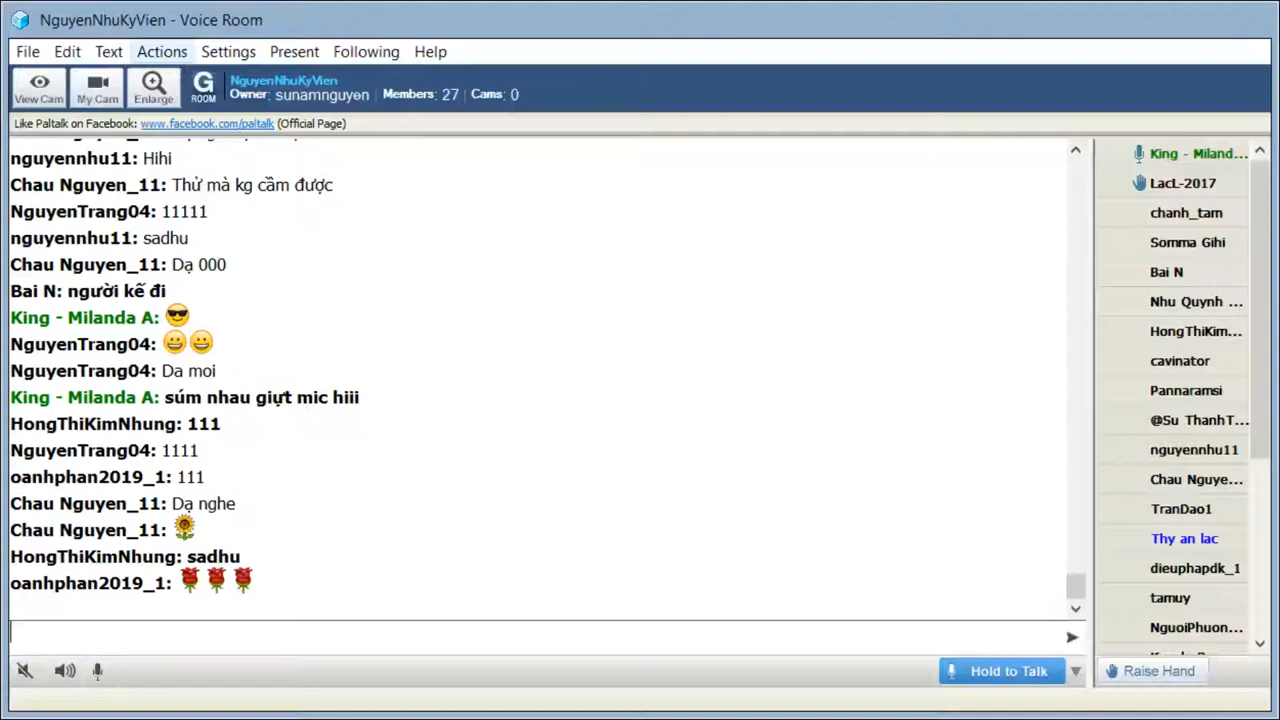 NguyenNhuKyVien - Voice Room
File Edit Text Actions Settings Present Following Help
View Cam My Cam Enlarge G ROOM
NguyenNhuKyVien
Owner: sunamnguyen Members: 27 Cams: 0
Like Paltalk on Facebook: www.facebook.com/paltalk (Official Page)
nguyennhu11: Hihi
Chau Nguyen_11: Thử mà kg cầm được
NguyenTrang04: 11111
nguyennhu11: sadhu
Chau Nguyen_11: Dạ 000
Bai N: người kế đi
King - Milanda A: 😎
NguyenTrang04: 😀😀
NguyenTrang04: Da moi
King - Milanda A: súm nhau giựt mic hiii
HongThiKimNhung: 111
NguyenTrang04: 1111
oanhphan2019_1: 111
Chau Nguyen_11: Dạ nghe
Chau Nguyen_11: 🌻
HongThiKimNhung: sadhu
oanhphan2019_1: 🌹🌹🌹
Hold to Talk
King - Miland...
LacL-2017
chanh_tam
Somma Gihi
Bai N
Nhu Quynh ...
HongThiKim...
cavinator
Pannaramsi
@Su ThanhT...
nguyennhu11
Chau Nguye...
TranDao1
Thy an lac
dieuphapdk_1
tamuy
NguoiPhuon...
Raise Hand